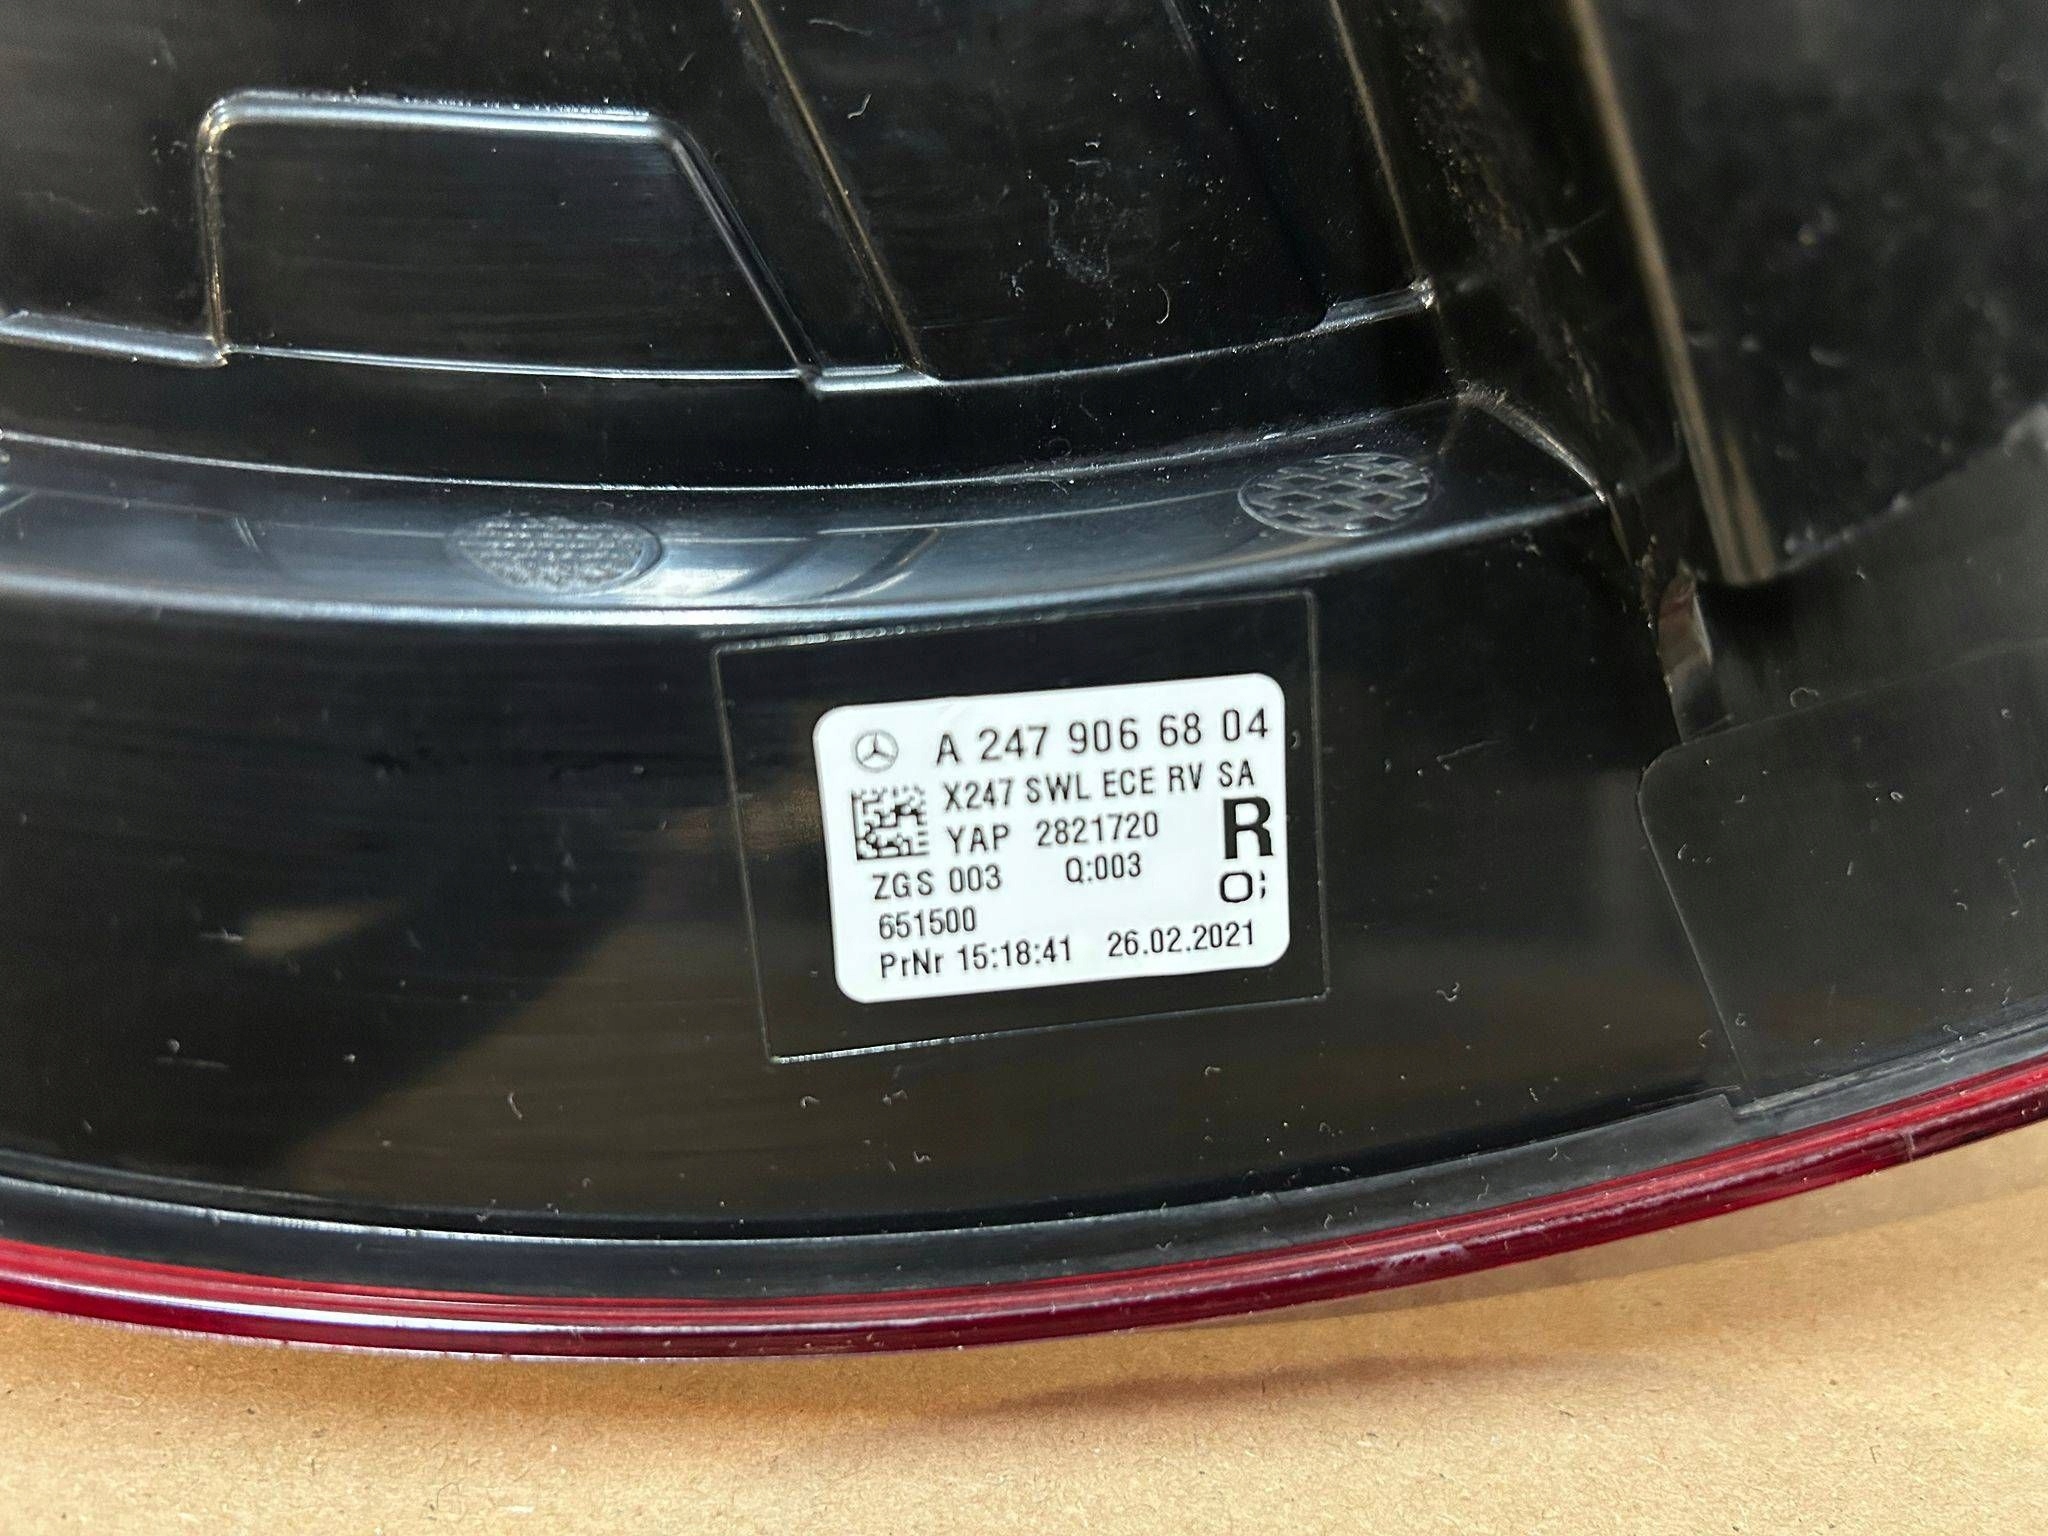 A 247 906 68 04
X247 SWL ECE RV SA
YAP 2821720 R
ZGS 003 Q:003
651500
PrNr 15:18:41 26.02.2021